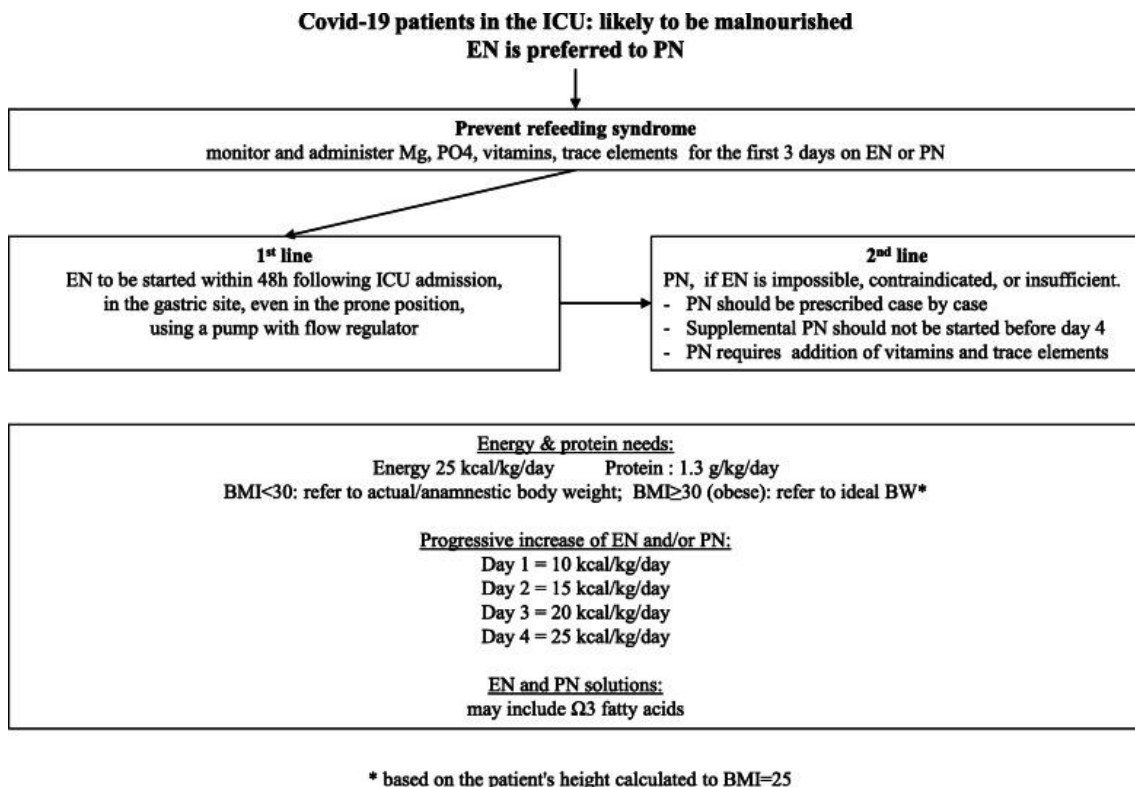 Covid-19 patients in the ICU: likely to be malnourished
EN is preferred to PN
Prevent refeeding syndrome
monitor and administer Mg, PO4, vitamins, trace elements for the first 3 days on EN or PN
1st line
EN to be started within 48h following ICU admission,
in the gastric site, even in the prone position,
using a pump with flow regulator
2nd line
PN, if EN is impossible, contraindicated, or insufficient.
- PN should be prescribed case by case
- Supplemental PN should not be started before day 4
- PN requires addition of vitamins and trace elements
Energy & protein needs:
Energy 25 kcal/kg/day Protein : 1.3 g/kg/day
BMI<30: refer to actual/anamnestic body weight; BMI≥30 (obese): refer to ideal BW*
Progressive increase of EN and/or PN:
Day 1 = 10 kcal/kg/day
Day 2 = 15 kcal/kg/day
Day 3 = 20 kcal/kg/day
Day 4 = 25 kcal/kg/day
EN and PN solutions:
may include Ω3 fatty acids
* based on the patient's height calculated to BMI=25